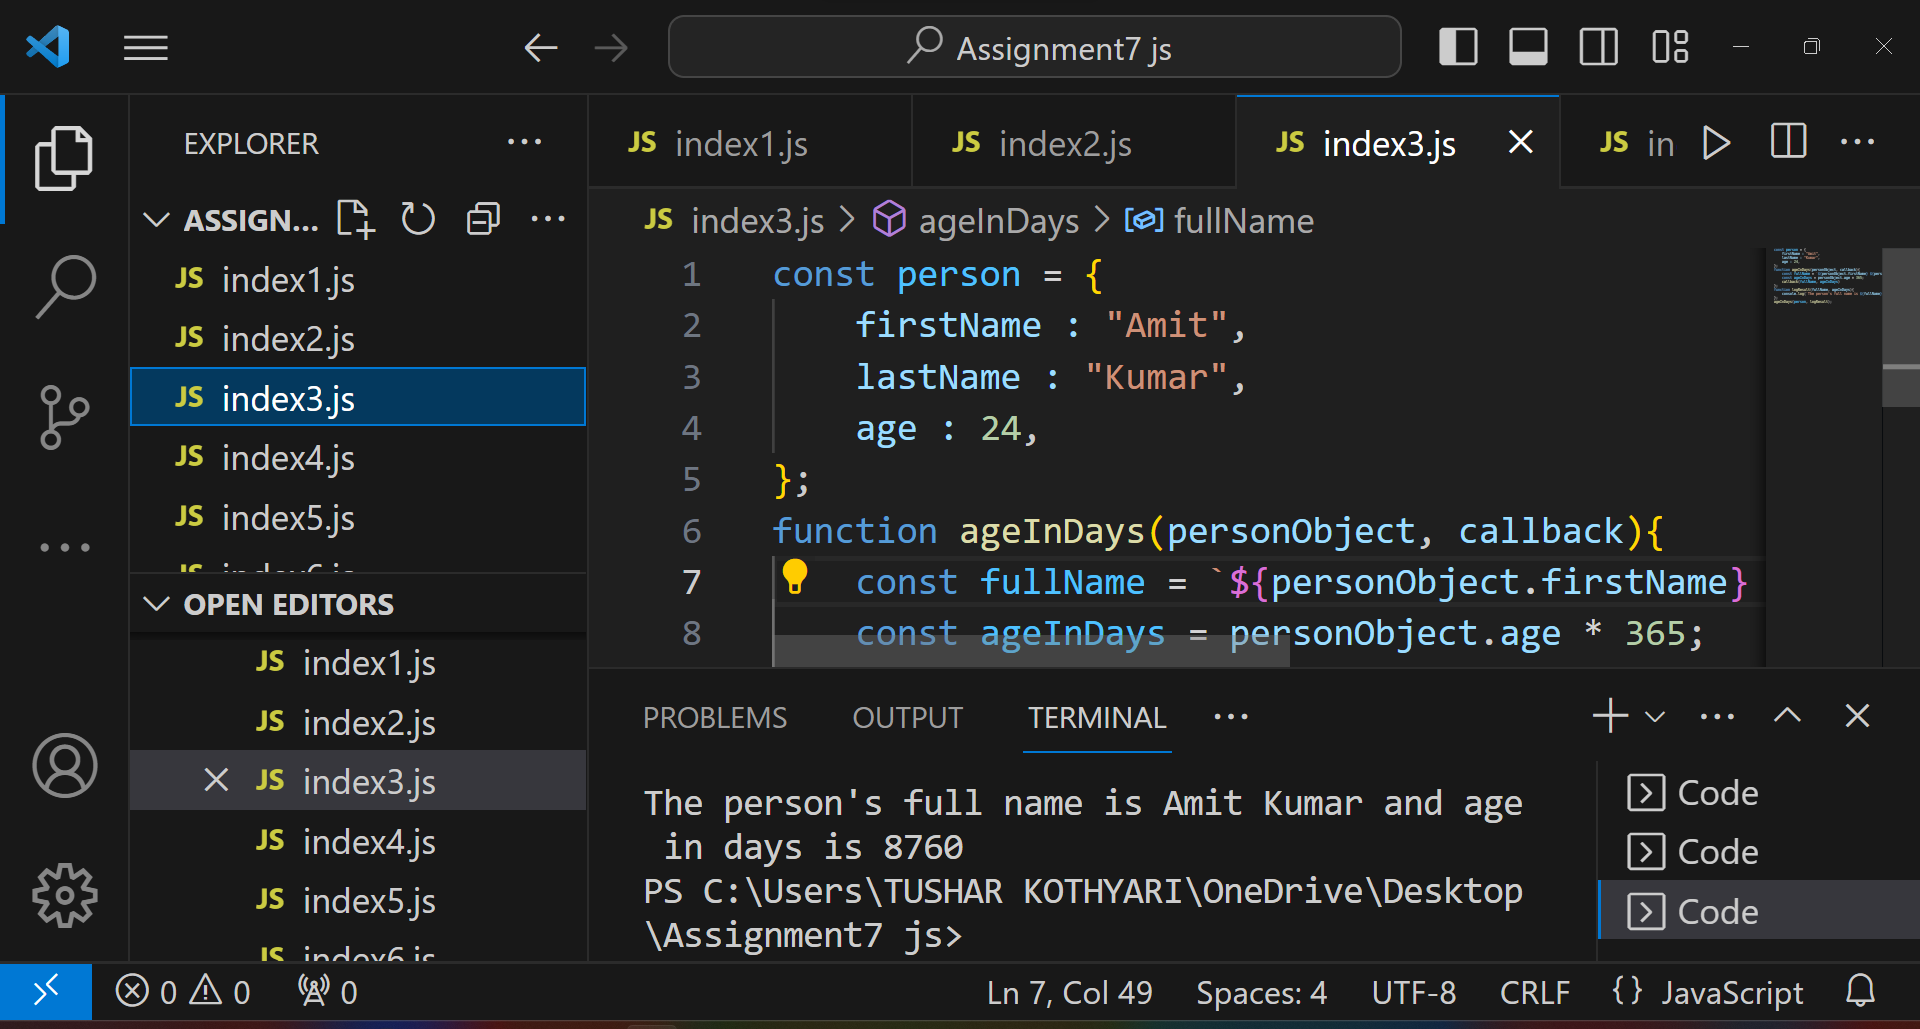 Assignment7 js
EXPLORER
ASSIGN...
JS index1.js
JS index2.js
JS index3.js
JS index4.js
JS index5.js
JS index6.js
OPEN EDITORS
JS index1.js
JS index2.js
JS index3.js
JS index4.js
JS index5.js
JS index6.js
JS index1.js
JS index2.js
JS index3.js
JS in
JS index3.js > ageInDays > fullName
1 const person = {
2 firstName : "Amit",
3 lastName : "Kumar",
4 age : 24,
5 };
6 function ageInDays(personObject, callback){
7 const fullName = `${personObject.firstName}
8 const ageInDays = personObject.age * 365;
PROBLEMS OUTPUT TERMINAL
The person's full name is Amit Kumar and age
in days is 8760
PS C:\Users\TUSHAR KOTHYARI\OneDrive\Desktop
\Assignment7 js>
Code
Code
Code
0 0 0
Ln 7, Col 49 Spaces: 4 UTF-8 CRLF {} JavaScript